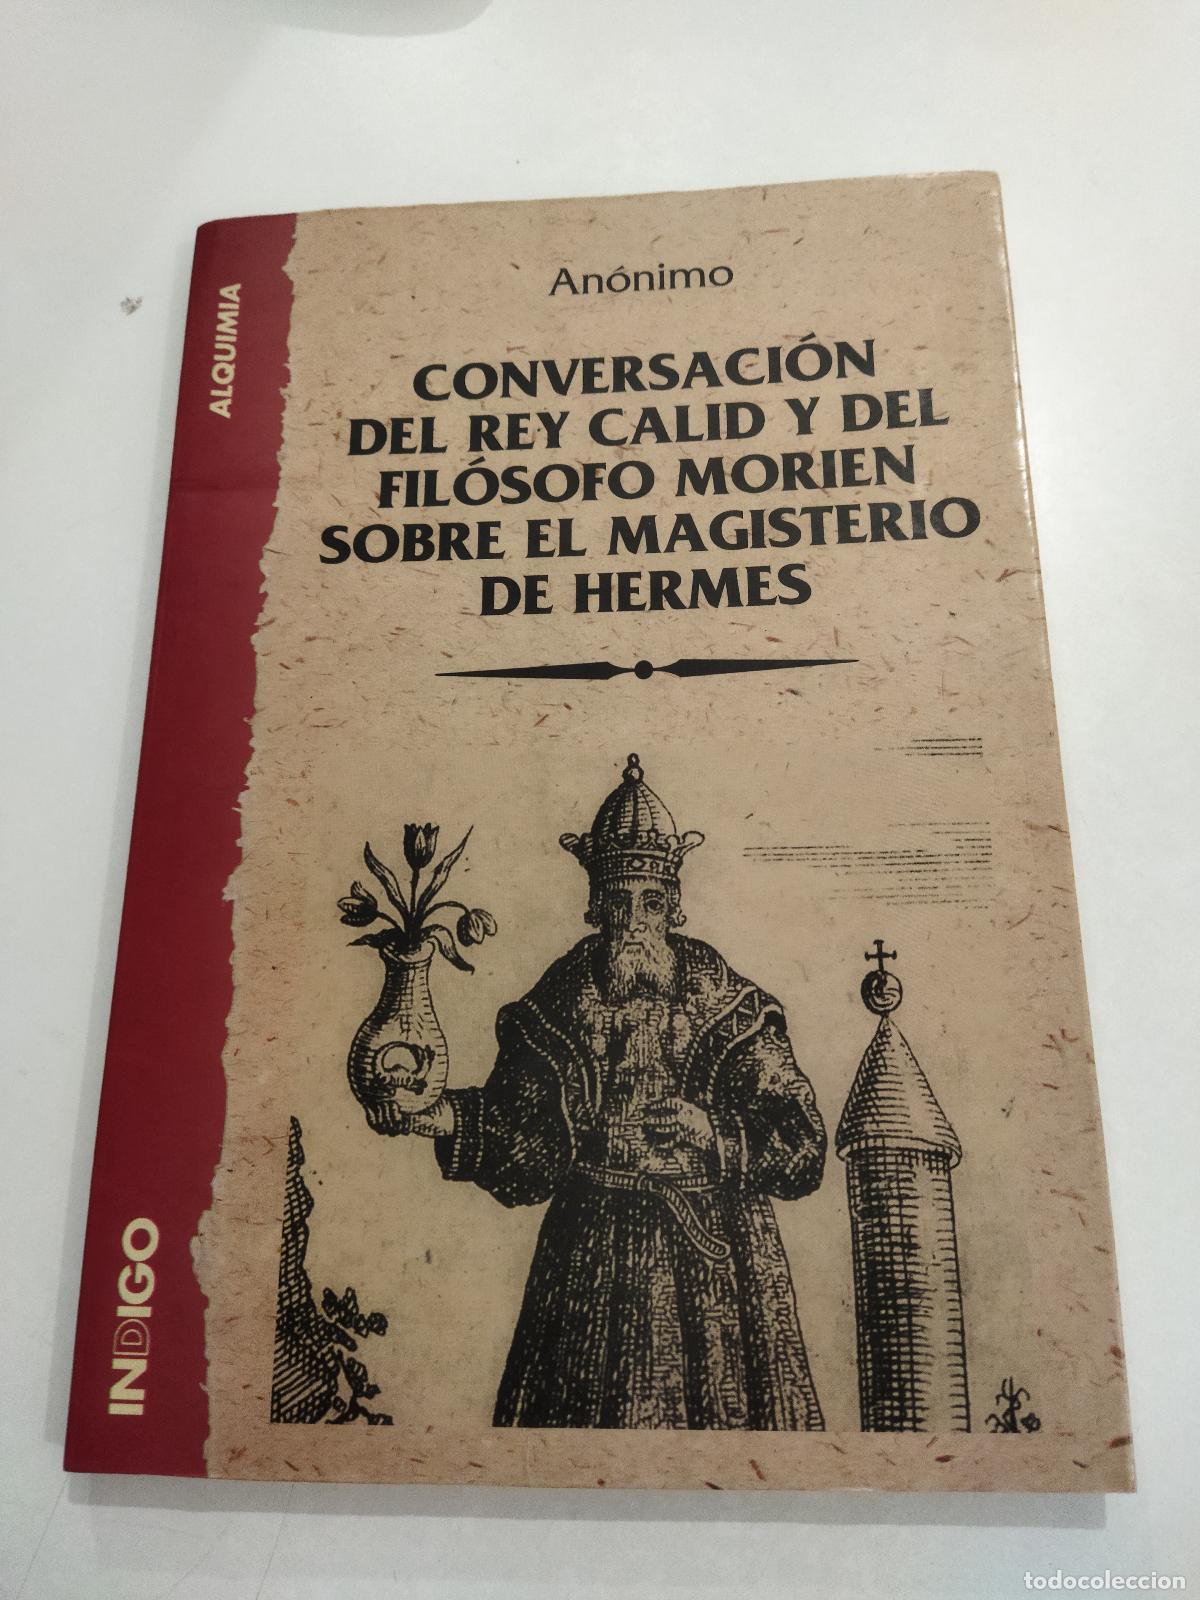 Anónimo
CONVERSACIÓN
DEL REY CALID Y DEL
FILÓSOFO MORIEN
SOBRE EL MAGISTERIO
DE HERMES
ALQUIMIA
INDIGO
todocoleccion